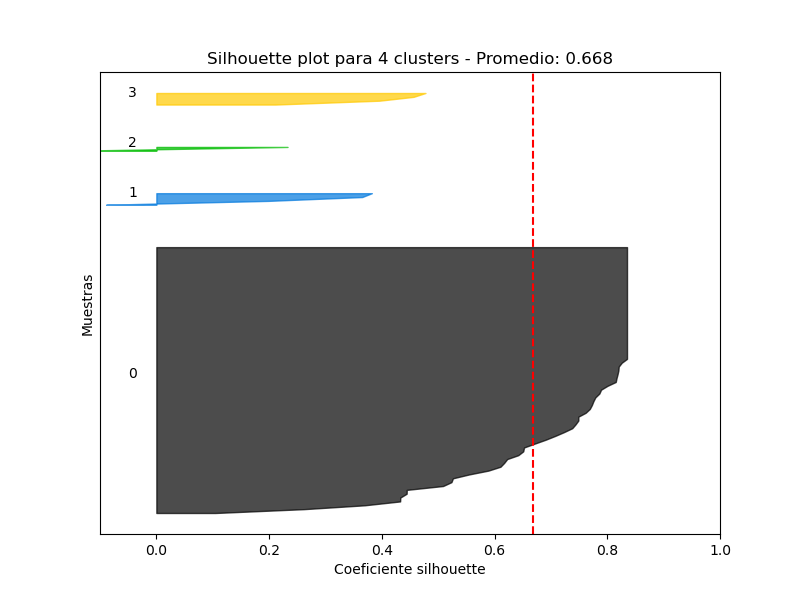 Silhouette plot para 4 clusters - Promedio: 0.668
3
2
1
0
Muestras
0.0 0.2 0.4 0.6 0.8 1.0
Coeficiente silhouette